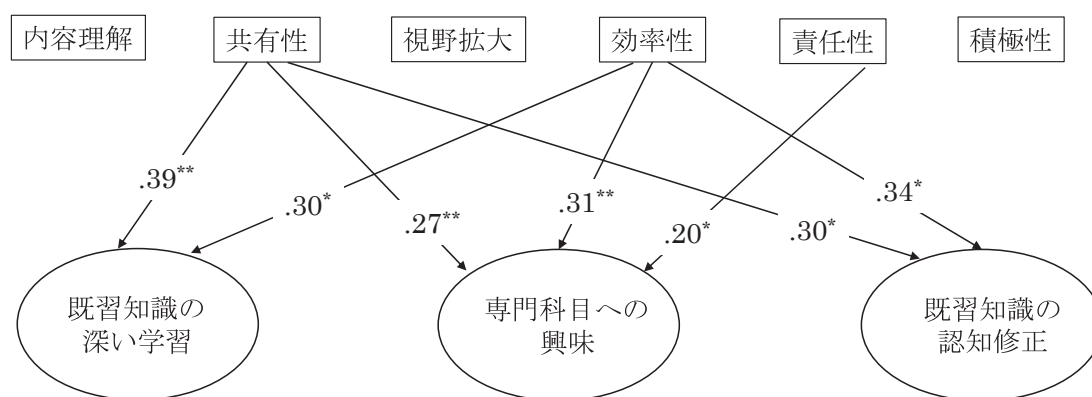 内容理解 共有性 視野拡大 効率性 責任性 積極性
.39** .30* .27** .31** .20* .30* .34*
既習知識の 専門科目への 既習知識の
深い学習 興味 認知修正